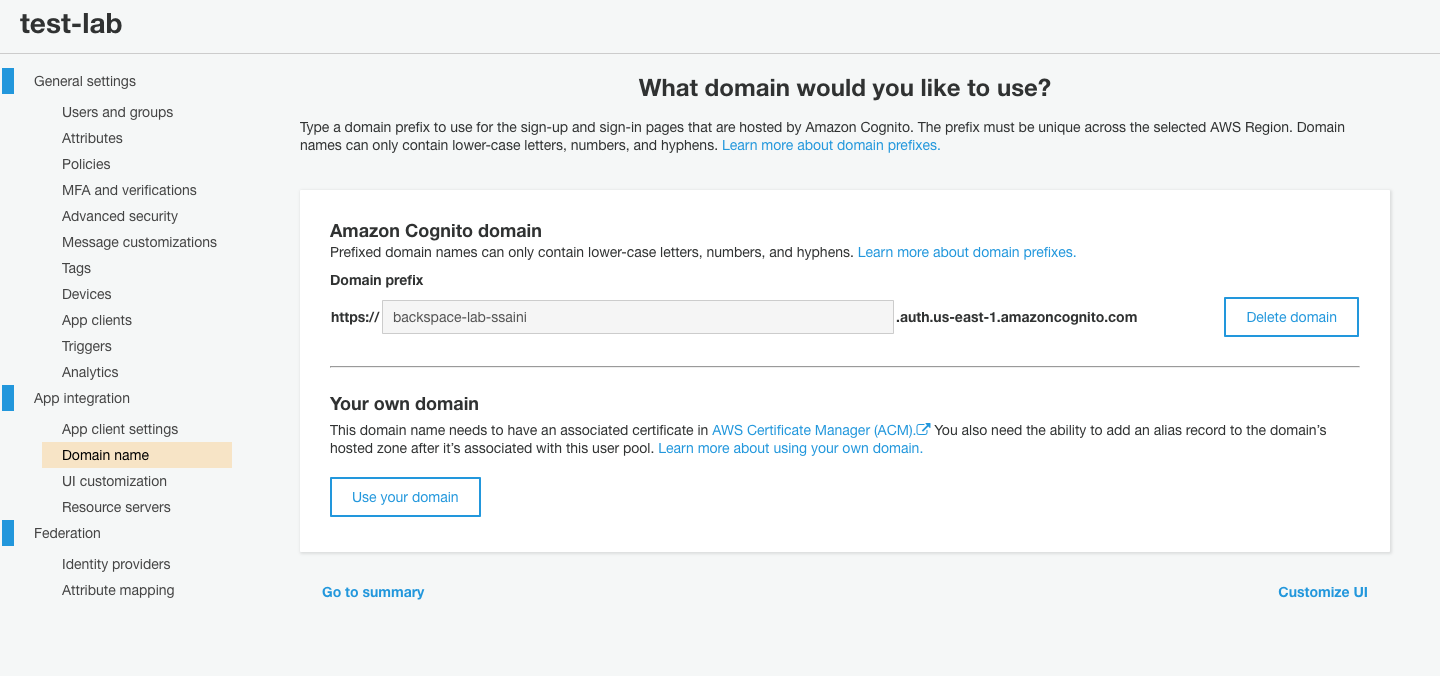 test-lab
General settings
Users and groups
Attributes
Policies
MFA and verifications
Advanced security
Message customizations
Tags
Devices
App clients
Triggers
Analytics
App integration
App client settings
Domain name
UI customization
Resource servers
Federation
Identity providers
Attribute mapping
What domain would you like to use?
Type a domain prefix to use for the sign-up and sign-in pages that are hosted by Amazon Cognito. The prefix must be unique across the selected AWS Region. Domain
names can only contain lower-case letters, numbers, and hyphens. Learn more about domain prefixes.
Amazon Cognito domain
Prefixed domain names can only contain lower-case letters, numbers, and hyphens. Learn more about domain prefixes.
Domain prefix
https:// backspace-lab-ssaini .auth.us-east-1.amazoncognito.com Delete domain
Your own domain
This domain name needs to have an associated certificate in AWS Certificate Manager (ACM). You also need the ability to add an alias record to the domain's
hosted zone after it's associated with this user pool. Learn more about using your own domain.
Use your domain
Go to summary Customize UI